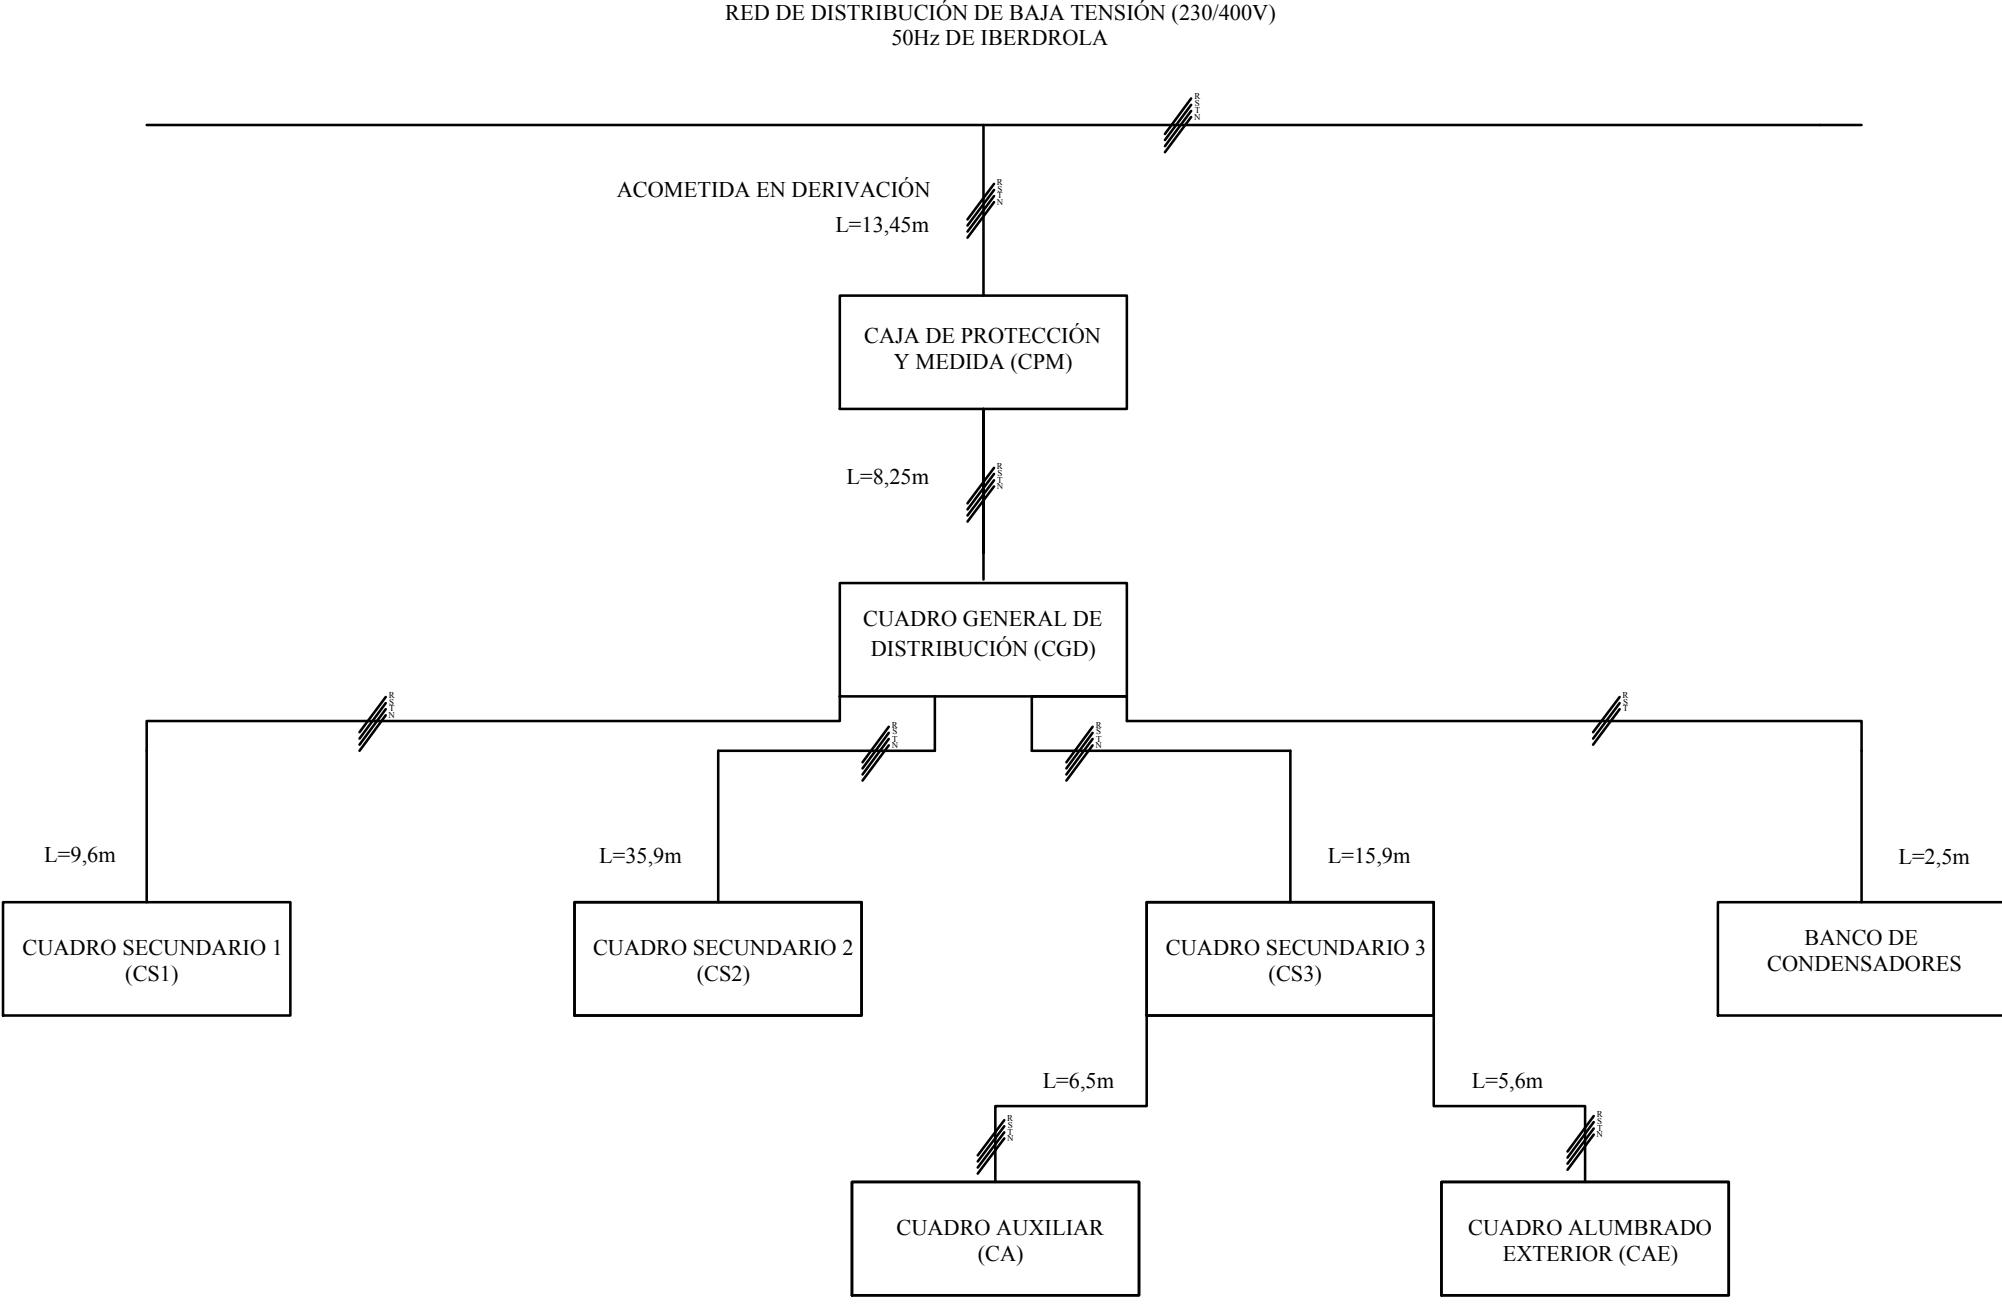 RED DE DISTRIBUCIÓN DE BAJA TENSIÓN (230/400V)
50Hz DE IBERDROLA
R
S
T
N
ACOMETIDA EN DERIVACIÓN
L=13,45m
R
S
T
N
CAJA DE PROTECCIÓN
Y MEDIDA (CPM)
L=8,25m
R
S
T
N
CUADRO GENERAL DE
DISTRIBUCIÓN (CGD)
R
S
T
N
R
S
T
N
R
S
T
N
R
S
T
L=9,6m
L=35,9m
L=15,9m
L=2,5m
CUADRO SECUNDARIO 1
(CS1)
CUADRO SECUNDARIO 2
(CS2)
CUADRO SECUNDARIO 3
(CS3)
BANCO DE
CONDENSADORES
L=6,5m
L=5,6m
R
S
T
N
R
S
T
N
CUADRO AUXILIAR
(CA)
CUADRO ALUMBRADO
EXTERIOR (CAE)